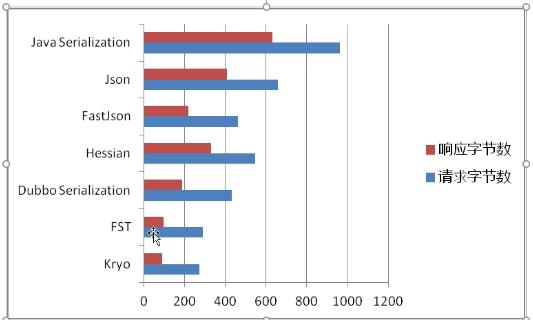 Java Serialization
Json
FastJson
Hessian
Dubbo Serialization
FST
Kryo
0 200 400 600 800 1000 1200
响应字节数
请求字节数